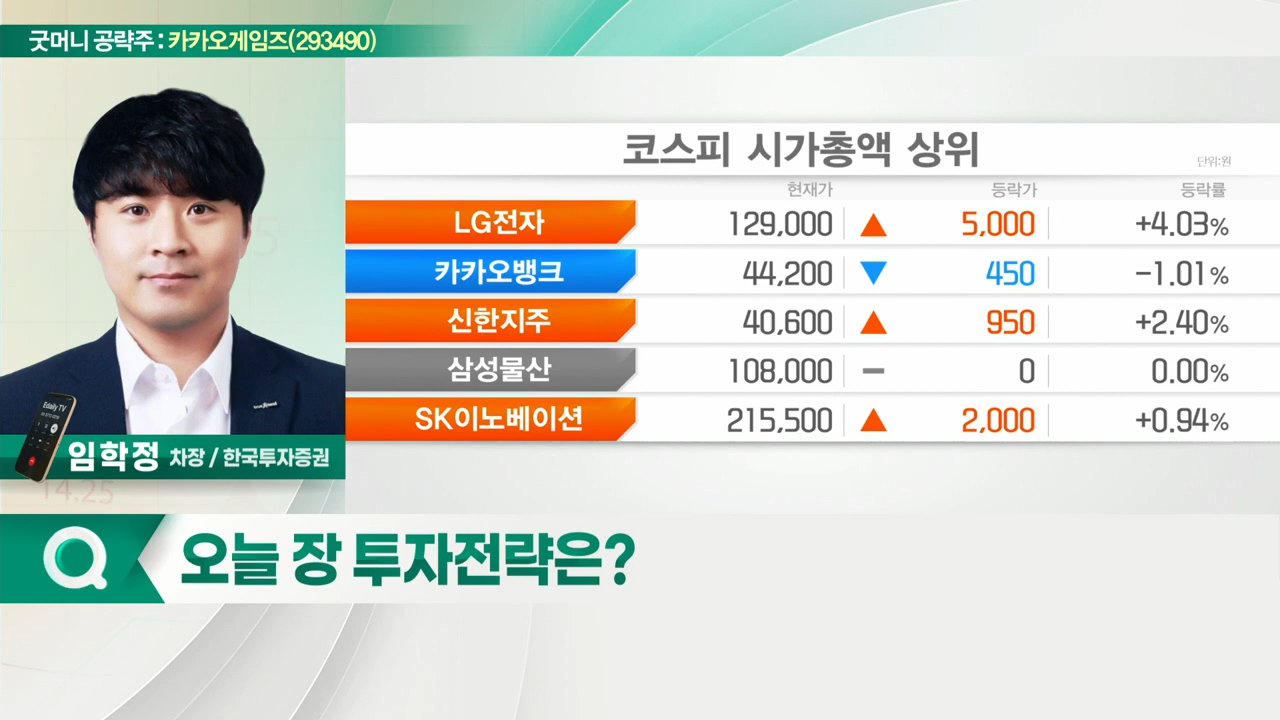 굿머니 공략주 : 카카오게임즈(293490)
코스피 시가총액 상위
단위:원
현재가 등락가 등락률
LG전자 129,000 ▲ 5,000 +4.03%
카카오뱅크 44,200 ▼ 450 -1.01%
신한지주 40,600 ▲ 950 +2.40%
삼성물산 108,000 - 0 0.00%
SK이노베이션 215,500 ▲ 2,000 +0.94%
Edaily TV
임학정 차장 / 한국투자증권
14.25
Q 오늘 장 투자전략은?